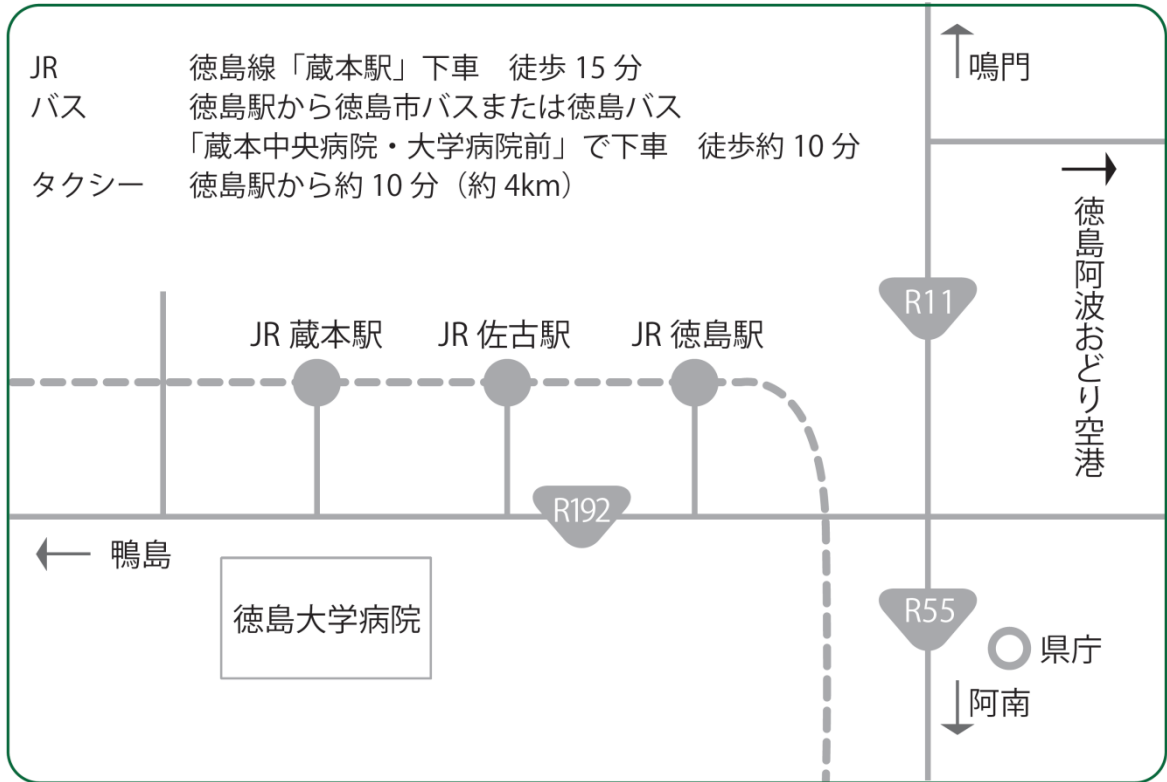 JR 徳島線「蔵本駅」下車 徒歩 15 分
バス 徳島駅から徳島市バスまたは徳島バス
「蔵本中央病院・大学病院前」で下車 徒歩約 10 分
タクシー 徳島駅から約 10 分（約 4km）
鳴門
徳島阿波おどり空港
R11
JR 蔵本駅
JR 佐古駅
JR 徳島駅
R192
鴨島
徳島大学病院
R55
県庁
阿南